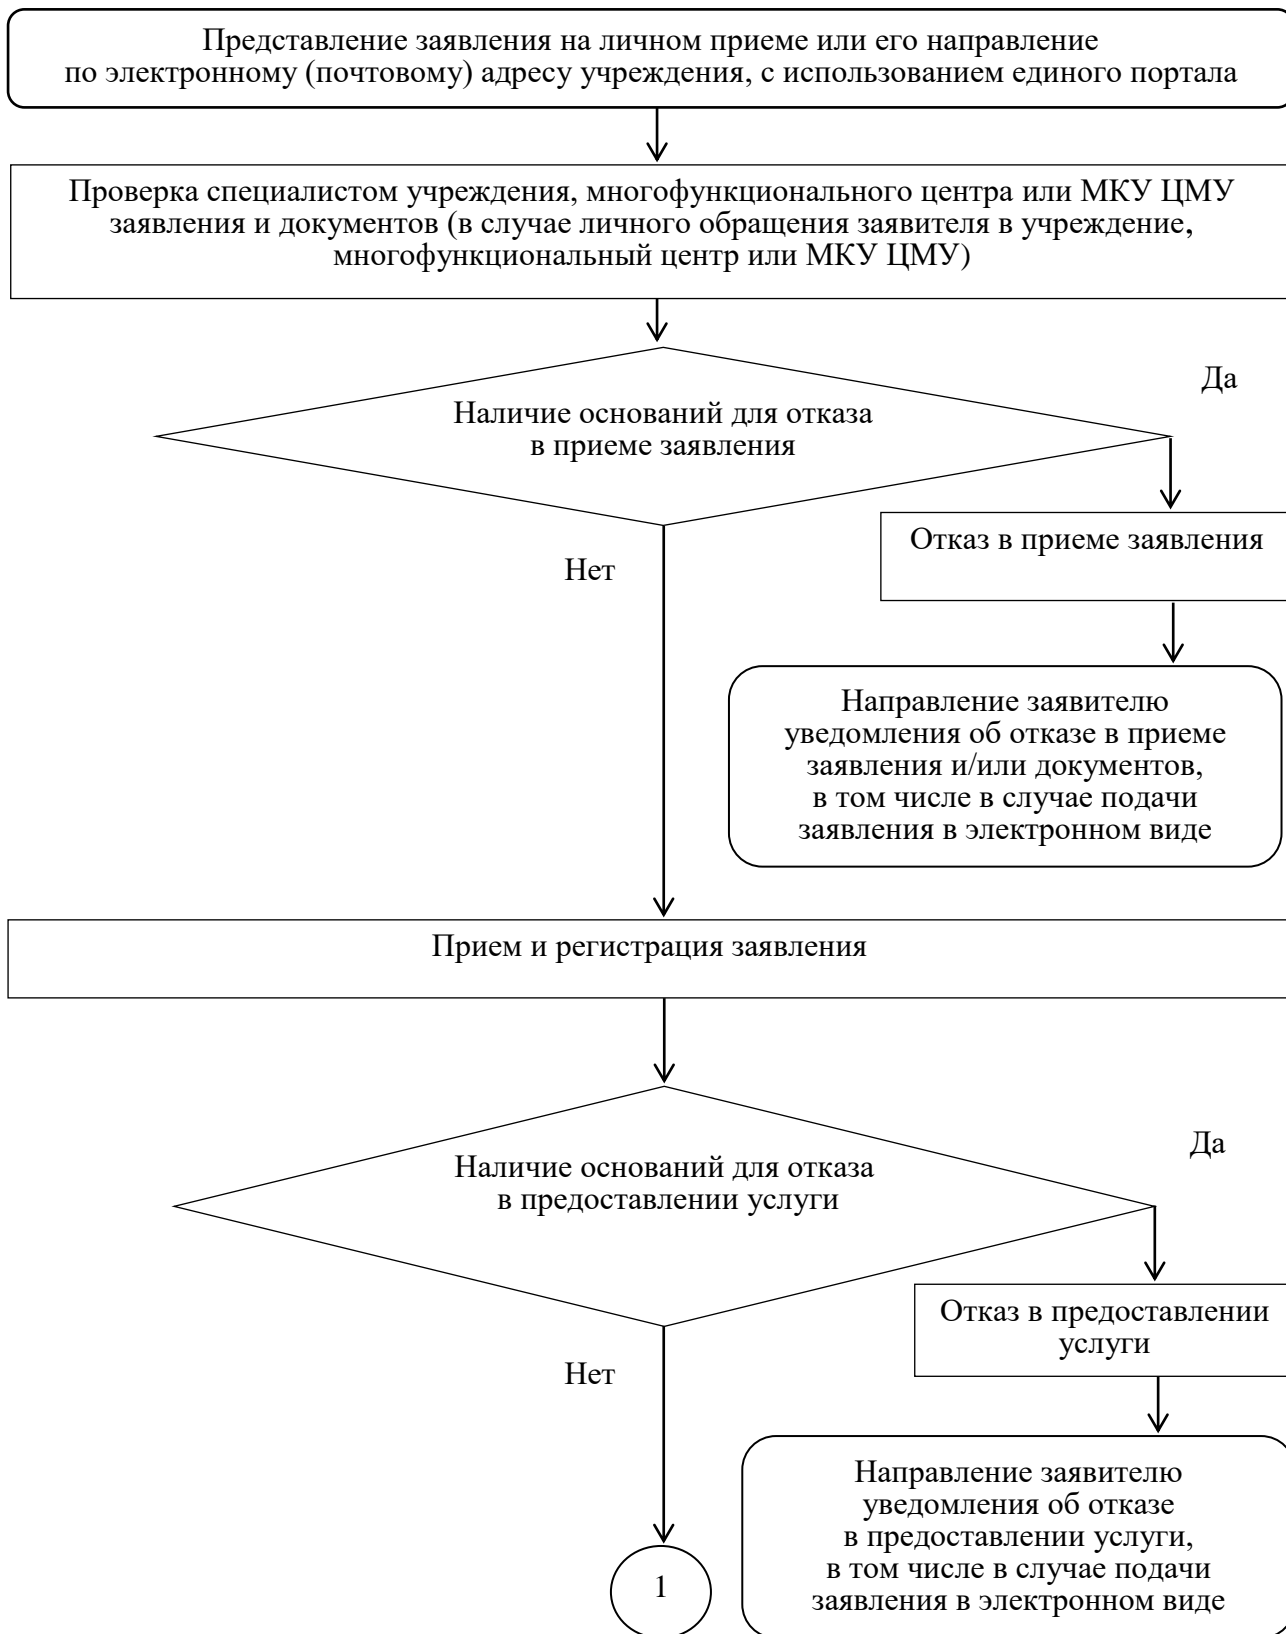 Представление заявления на личном приеме или его направление
по электронному (почтовому) адресу учреждения, с использованием единого портала
Проверка специалистом учреждения, многофункционального центра или МКУ ЦМУ
заявления и документов (в случае личного обращения заявителя в учреждение,
многофункциональный центр или МКУ ЦМУ)
Да
Наличие оснований для отказа
в приеме заявления
Отказ в приеме заявления
Нет
Направление заявителю
уведомления об отказе в приеме
заявления и/или документов,
в том числе в случае подачи
заявления в электронном виде
Прием и регистрация заявления
Да
Наличие оснований для отказа
в предоставлении услуги
Отказ в предоставлении
услуги
Нет
Направление заявителю
уведомления об отказе
в предоставлении услуги,
в том числе в случае подачи
заявления в электронном виде
1